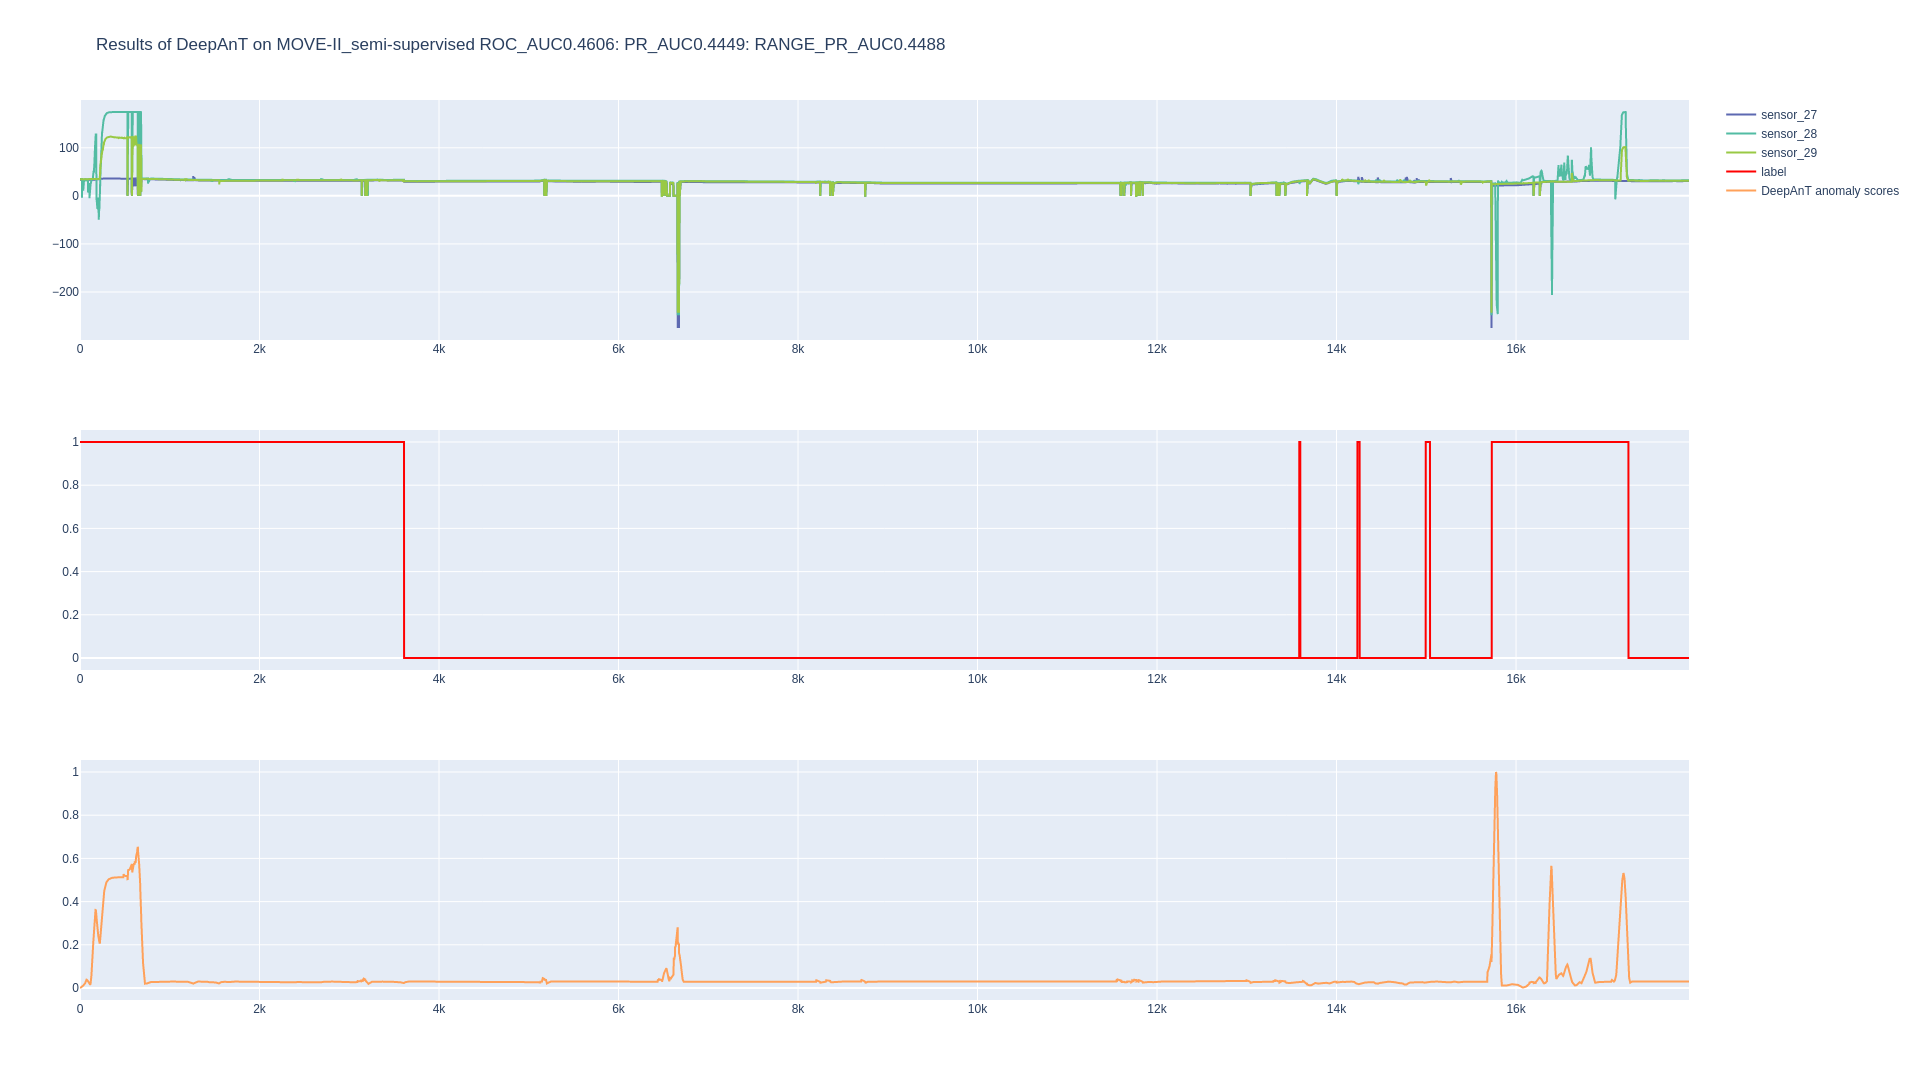 Results of DeepAnT on MOVE-II_semi-supervised ROC_AUC0.4606: PR_AUC0.4449: RANGE_PR_AUC0.4488
100
0
−100
−200
0 2k 4k 6k 8k 10k 12k 14k 16k
sensor_27
sensor_28
sensor_29
label
DeepAnT anomaly scores
1
0.8
0.6
0.4
0.2
0
0 2k 4k 6k 8k 10k 12k 14k 16k
1
0.8
0.6
0.4
0.2
0
0 2k 4k 6k 8k 10k 12k 14k 16k